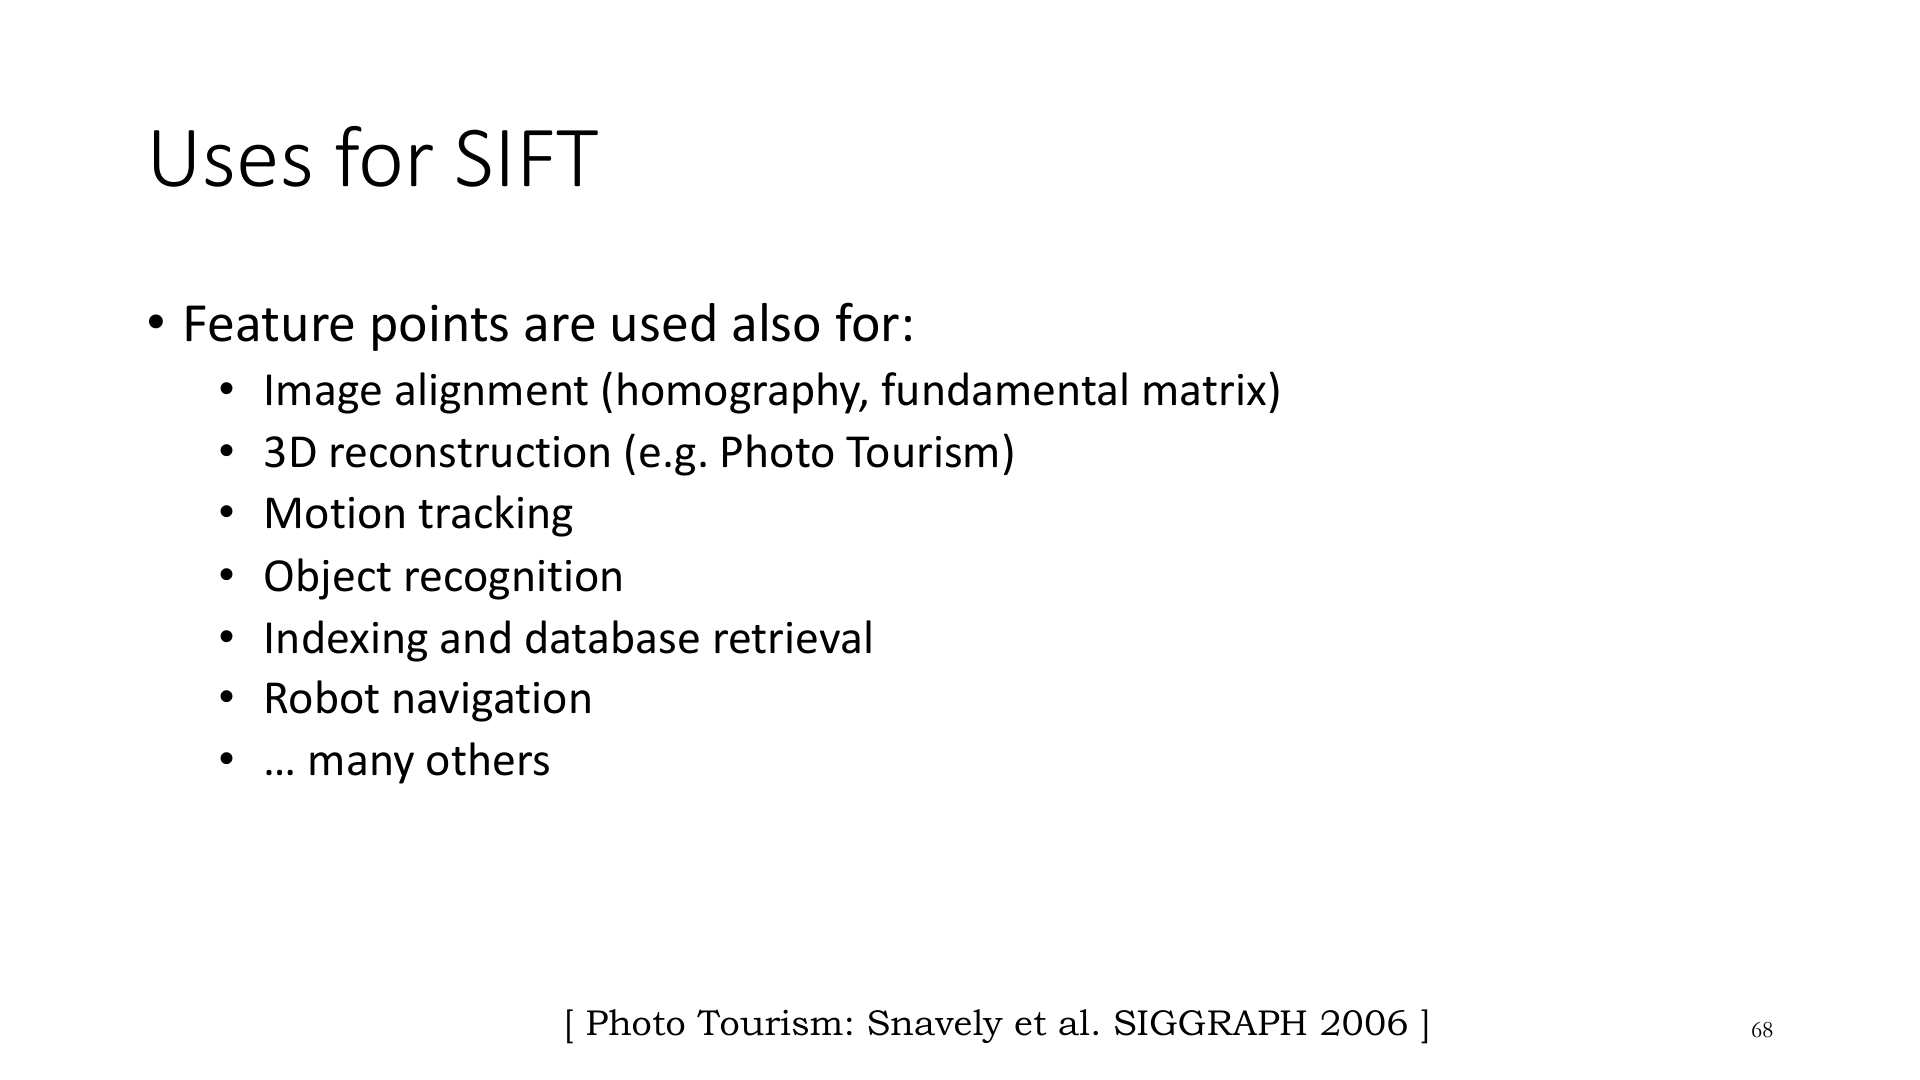 Uses for SIFT
• Feature points are used also for:
• Image alignment (homography, fundamental matrix)
• 3D reconstruction (e.g. Photo Tourism)
• Motion tracking
• Object recognition
• Indexing and database retrieval
• Robot navigation
• … many others
[ Photo Tourism: Snavely et al. SIGGRAPH 2006 ]
68